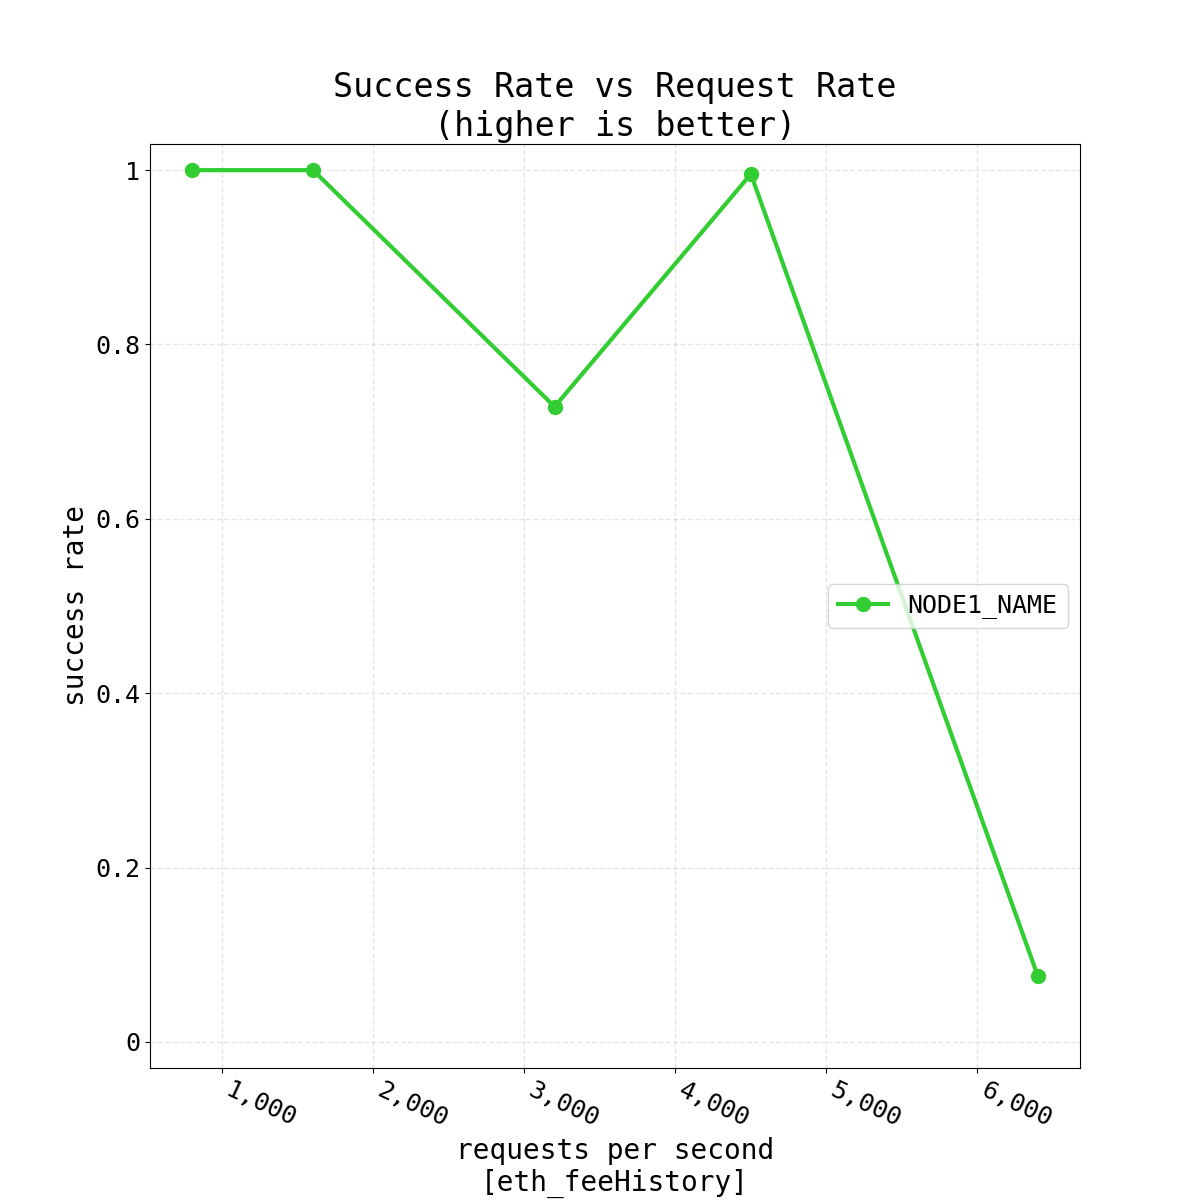 Success Rate vs Request Rate
(higher is better)
1
0.8
0.6
0.4
0.2
0
success rate
NODE1_NAME
1,000
2,000
3,000
4,000
5,000
6,000
requests per second
[eth_feeHistory]